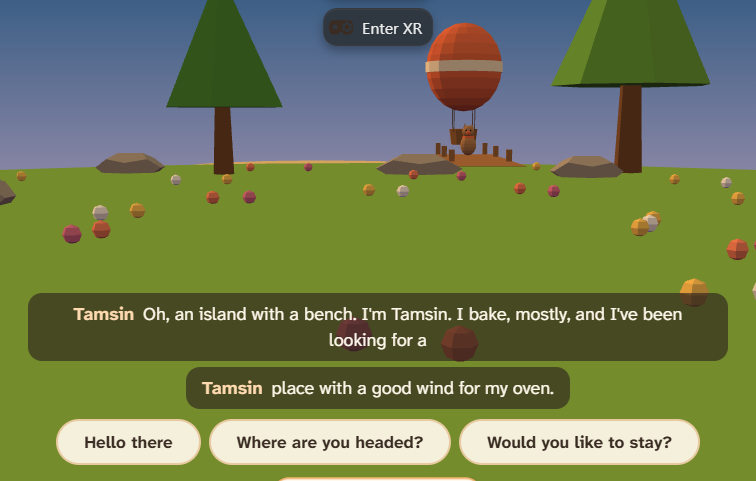 Enter XR
Tamsin Oh, an island with a bench. I'm Tamsin. I bake, mostly, and I've been
looking for a
Tamsin place with a good wind for my oven.
Hello there
Where are you headed?
Would you like to stay?